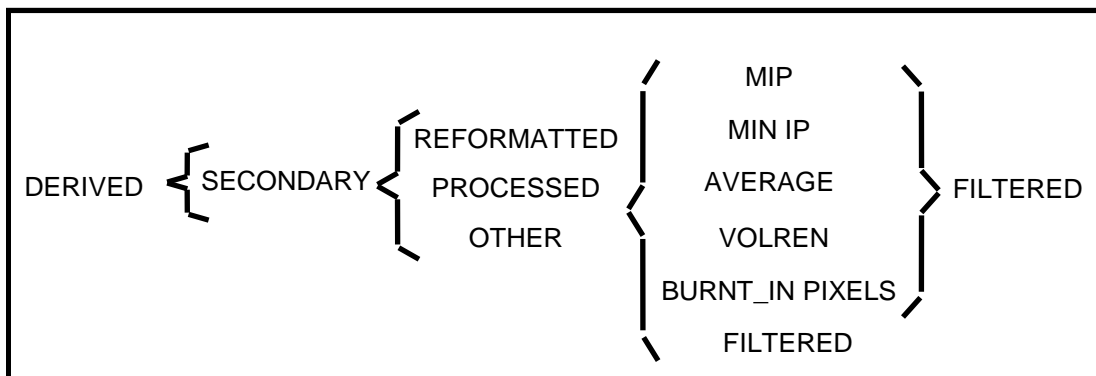 DERIVED
SECONDARY
REFORMATTED
PROCESSED
OTHER
MIP
MIN IP
AVERAGE
VOLREN
BURNT_IN PIXELS
FILTERED
FILTERED